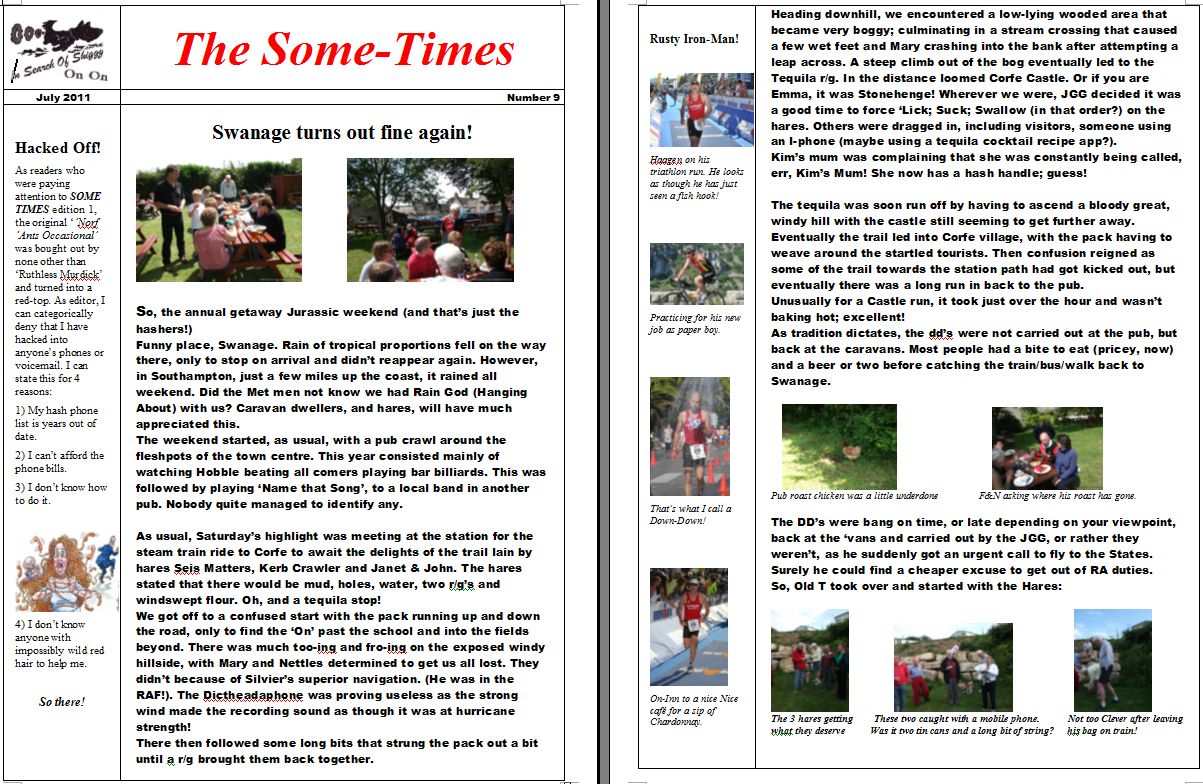 In Search Of Shiggy
On On
The Some-Times
July 2011
Number 9
Hacked Off!
As readers who
were paying
attention to SOME
TIMES edition 1,
the original ‘ ‘Norf
‘Ants Occasional’
was bought out by
none other than
‘Ruthless Murdick’
and turned into a
red-top. As editor, I
can categorically
deny that I have
hacked into
anyone’s phones or
voicemail. I can
state this for 4
reasons:
1) My hash phone
list is years out of
date.
2) I can’t afford the
phone bills.
3) I don’t know how
to do it.
4) I don’t know
anyone with
impossibly wild red
hair to help me.
So there!
Swanage turns out fine again!
So, the annual getaway Jurassic weekend (and that’s just the
hashers!)
Funny place, Swanage. Rain of tropical proportions fell on the way
there, only to stop on arrival and didn’t reappear again. However,
in Southampton, just a few miles up the coast, it rained all
weekend. Did the Met men not know we had Rain God (Hanging
About) with us? Caravan dwellers, and hares, will have much
appreciated this.
The weekend started, as usual, with a pub crawl around the
fleshpots of the town centre. This year consisted mainly of
watching Hobble beating all comers playing bar billiards. This was
followed by playing ‘Name that Song’, to a local band in another
pub. Nobody quite managed to identify any.
As usual, Saturday’s highlight was meeting at the station for the
steam train ride to Corfe to await the delights of the trail lain by
hares Seis Matters, Kerb Crawler and Janet & John. The hares
stated that there would be mud, holes, water, two r/g’s and
windswept flour. Oh, and a tequila stop!
We got off to a confused start with the pack running up and down
the road, only to find the ‘On’ past the school and into the fields
beyond. There was much too-ing and fro-ing on the exposed windy
hillside, with Mary and Nettles determined to get us all lost. They
didn’t because of Silvier’s superior navigation. (He was in the
RAF!). The Dictheadaphone was proving useless as the strong
wind made the recording sound as though it was at hurricane
strength!
There then followed some long bits that strung the pack out a bit
until a r/g brought them back together.
Rusty Iron-Man!
Haagen on his
triathlon run. He looks
as though he has just
seen a fish hook!
Practicing for his new
job as paper boy.
That’s what I call a
Down-Down!
On-Inn to a nice Nice
café for a sip of
Chardonnay.
Heading downhill, we encountered a low-lying wooded area that
became very boggy; culminating in a stream crossing that caused
a few wet feet and Mary crashing into the bank after attempting a
leap across. A steep climb out of the bog eventually led to the
Tequila r/g. In the distance loomed Corfe Castle. Or if you are
Emma, it was Stonehenge! Wherever we were, JGG decided it was
a good time to force ‘Lick; Suck; Swallow (in that order?) on the
hares. Others were dragged in, including visitors, someone using
an I-phone (maybe using a tequila cocktail recipe app?).
Kim’s mum was complaining that she was constantly being called,
err, Kim’s Mum! She now has a hash handle; guess!
The tequila was soon run off by having to ascend a bloody great,
windy hill with the castle still seeming to get further away.
Eventually the trail led into Corfe village, with the pack having to
weave around the startled tourists. Then confusion reigned as
some of the trail towards the station path had got kicked out, but
eventually there was a long run in back to the pub.
Unusually for a Castle run, it took just over the hour and wasn’t
baking hot; excellent!
As tradition dictates, the dd’s were not carried out at the pub, but
back at the caravans. Most people had a bite to eat (pricey, now)
and a beer or two before catching the train/bus/walk back to
Swanage.
Pub roast chicken was a little underdone
F&N asking where his roast has gone.
The DD’s were bang on time, or late depending on your viewpoint,
back at the ‘vans and carried out by the JGG, or rather they
weren’t, as he suddenly got an urgent call to fly to the States.
Surely he could find a cheaper excuse to get out of RA duties.
So, Old T took over and started with the Hares:
The 3 hares getting
what they deserve
These two caught with a mobile phone.
Was it two tin cans and a long bit of string?
Not too Clever after leaving
his bag on train!